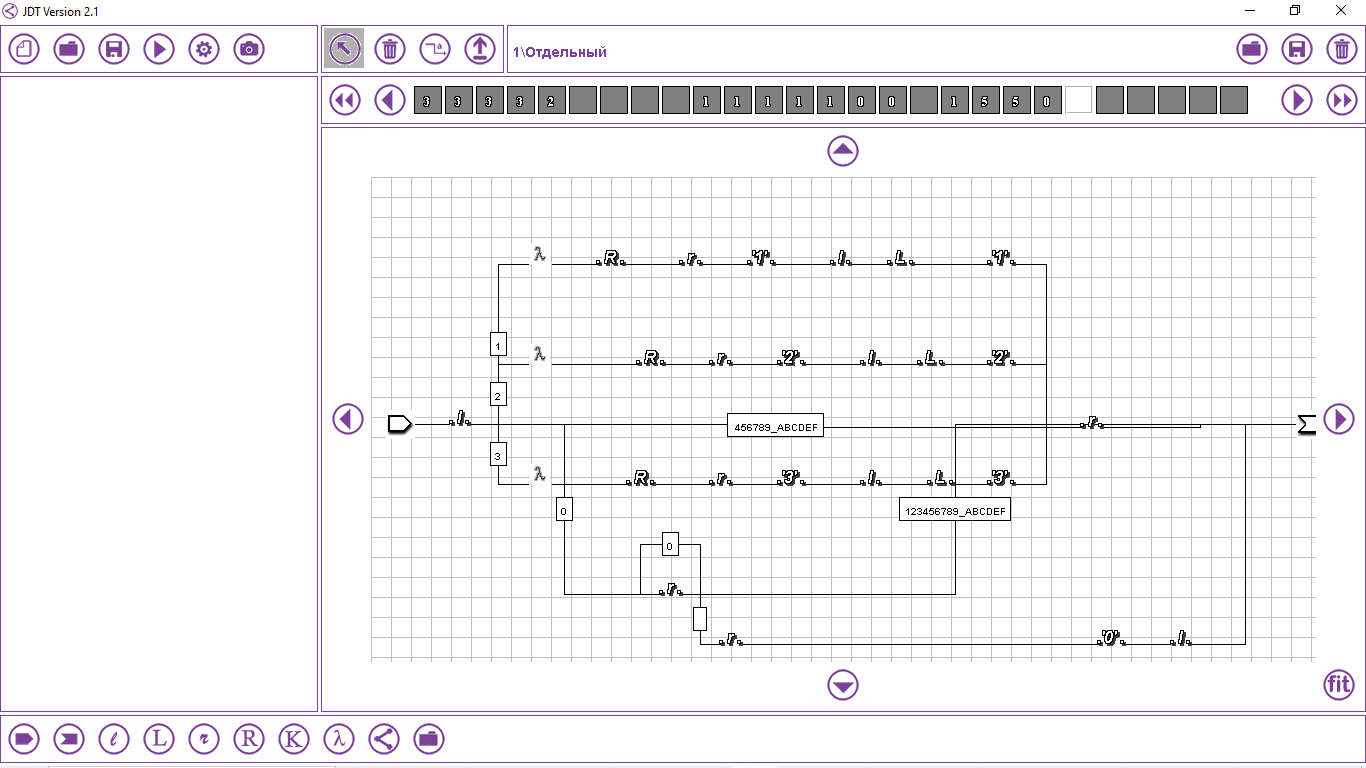 JDT Version 2.1
1\Отдельный
3 3 3 3 2 1 1 1 1 1 0 0 1 5 5 0
λ .R. .r. .'1'. .l. .L. .'1'.
1
λ .R. .r. .'2'. .l. .L. .'2'.
2
.l. 456789_ABCDEF .r. Σ
3
λ .R. .r. .'3'. .l. .L. .'3'.
0 123456789_ABCDEF
0
.r.
.r. .'0'. .l.
fit
l L r R K λ